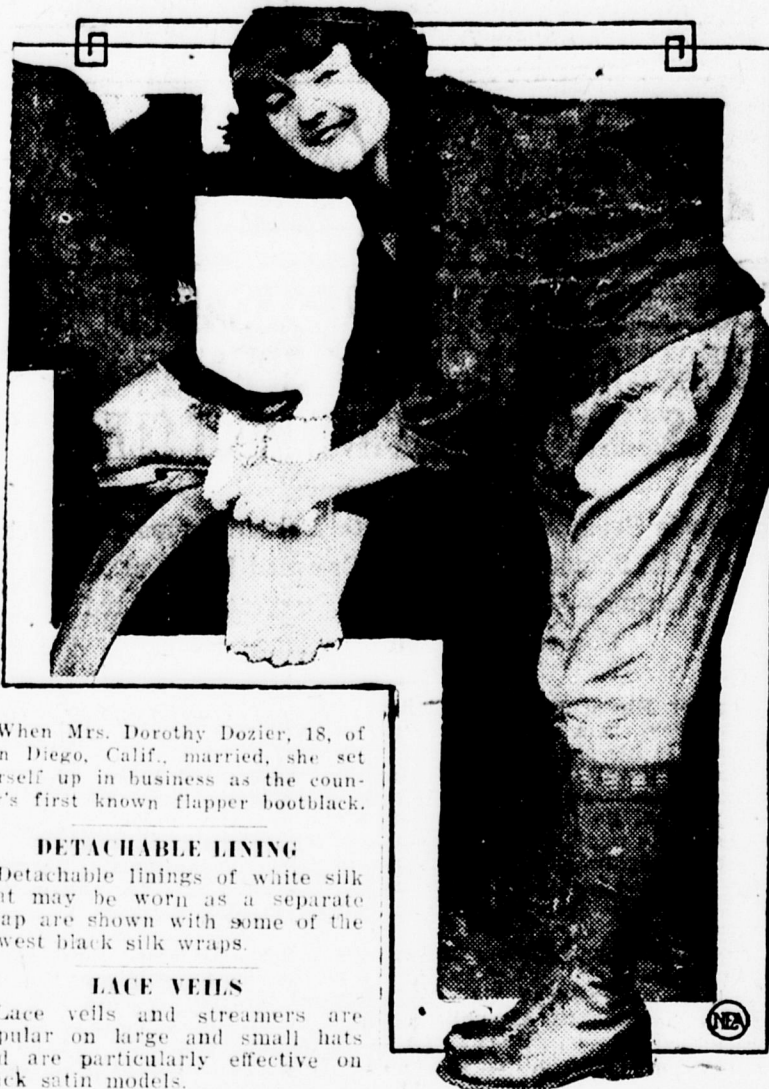 When Mrs. Dorothy Dozier, 18, of
n Diego, Calif., married, she set
rself up in business as the coun-
's first known flapper bootblack.
DETACHABLE LINING
Detachable linings of white silk
at may be worn as a separate
ap are shown with some of the
west black silk wraps.
LACE VEILS
Lace veils and streamers are
pular on large and small hats
d are particularly effective on
ck satin models.
NEA